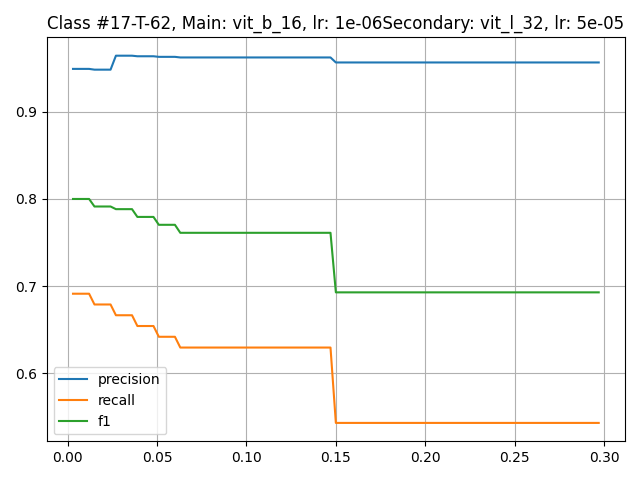 Class #17-T-62, Main: vit_b_16, lr: 1e-06Secondary: vit_l_32, lr: 5e-05
0.9
0.8
0.7
0.6
precision
recall
f1
0.00 0.05 0.10 0.15 0.20 0.25 0.30